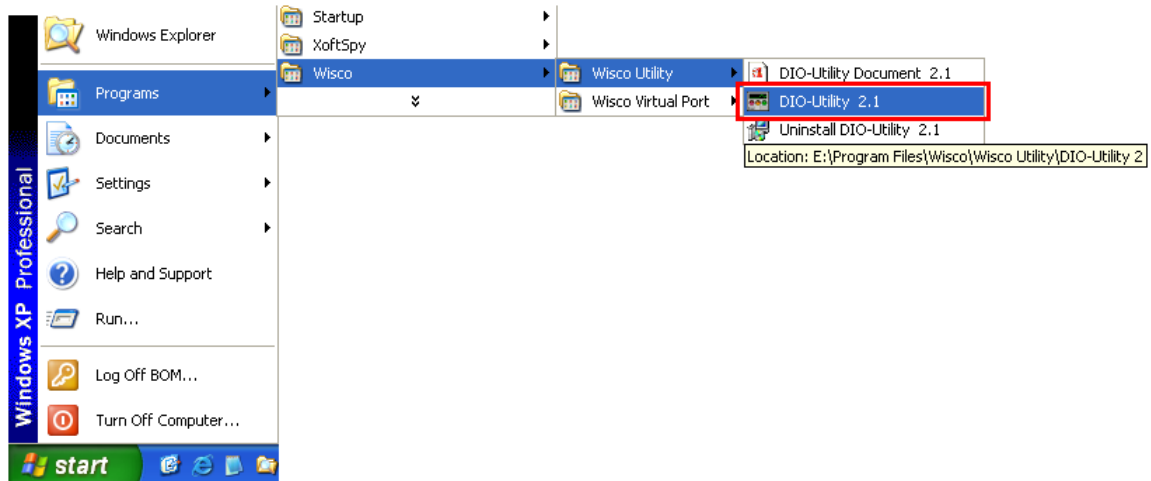 Windows Explorer
Programs
Documents
Settings
Search
Help and Support
Run...
Log Off BOM...
Turn Off Computer...
Windows XP Professional
start
Startup
XoftSpy
Wisco
Wisco Utility
Wisco Virtual Port
DIO-Utility Document 2.1
DIO-Utility 2.1
Uninstall DIO-Utility 2.1
Location: E:\Program Files\Wisco\Wisco Utility\DIO-Utility 2